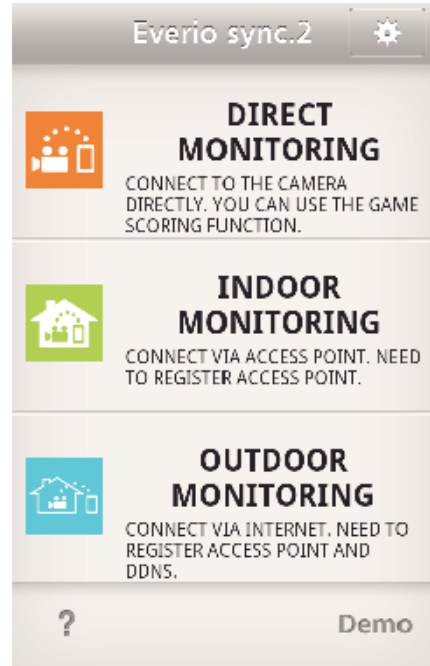 Everio sync.2
DIRECT
MONITORING
CONNECT TO THE CAMERA
DIRECTLY. YOU CAN USE THE GAME
SCORING FUNCTION.
INDOOR
MONITORING
CONNECT VIA ACCESS POINT. NEED
TO REGISTER ACCESS POINT.
OUTDOOR
MONITORING
CONNECT VIA INTERNET. NEED TO
REGISTER ACCESS POINT AND
DDNS.
? Demo